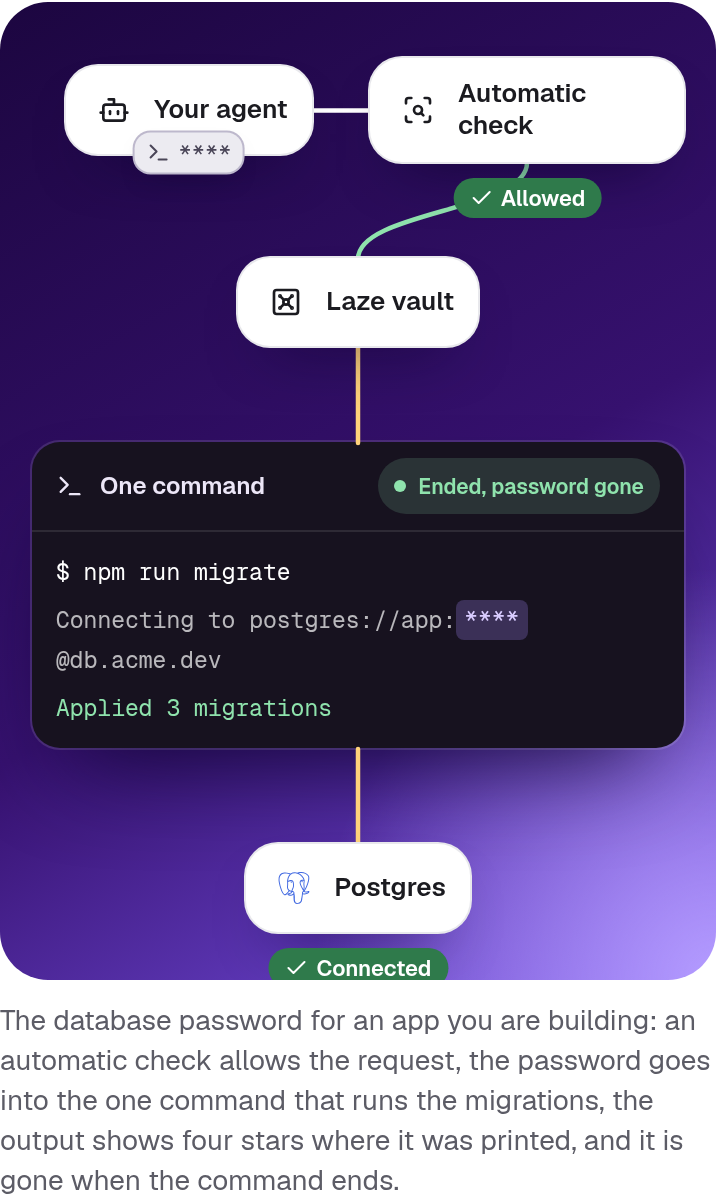 Your agent
>_ ****
Automatic
check
Allowed
Laze vault
>_ One command
Ended, password gone
$ npm run migrate
Connecting to postgres://app:****
@db.acme.dev
Applied 3 migrations
Postgres
Connected
The database password for an app you are building: an
automatic check allows the request, the password goes
into the one command that runs the migrations, the
output shows four stars where it was printed, and it is
gone when the command ends.